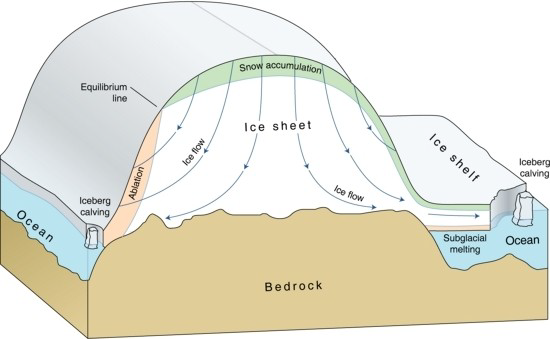 Snow accumulation
Equilibrium
line
Ice sheet
Ice flow
Ice shelf
Ablation
Iceberg
calving
Iceberg
calving
Ice flow
Ocean
Subglacial
melting
Ocean
Bedrock